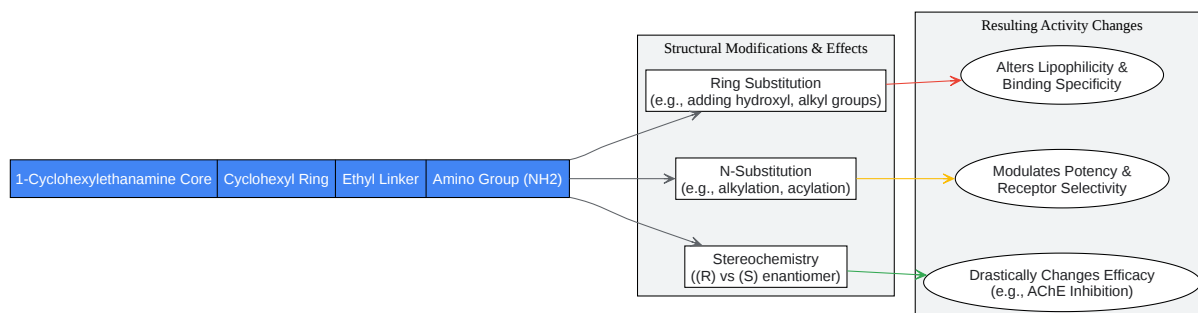 Structural Modifications & Effects
Resulting Activity Changes
1-Cyclohexylethanamine Core
Cyclohexyl Ring
Ethyl Linker
Amino Group (NH2)
Ring Substitution
(e.g., adding hydroxyl, alkyl groups)
N-Substitution
(e.g., alkylation, acylation)
Stereochemistry
((R) vs (S) enantiomer)
Alters Lipophilicity &
Binding Specificity
Modulates Potency &
Receptor Selectivity
Drastically Changes Efficacy
(e.g., AChE Inhibition)